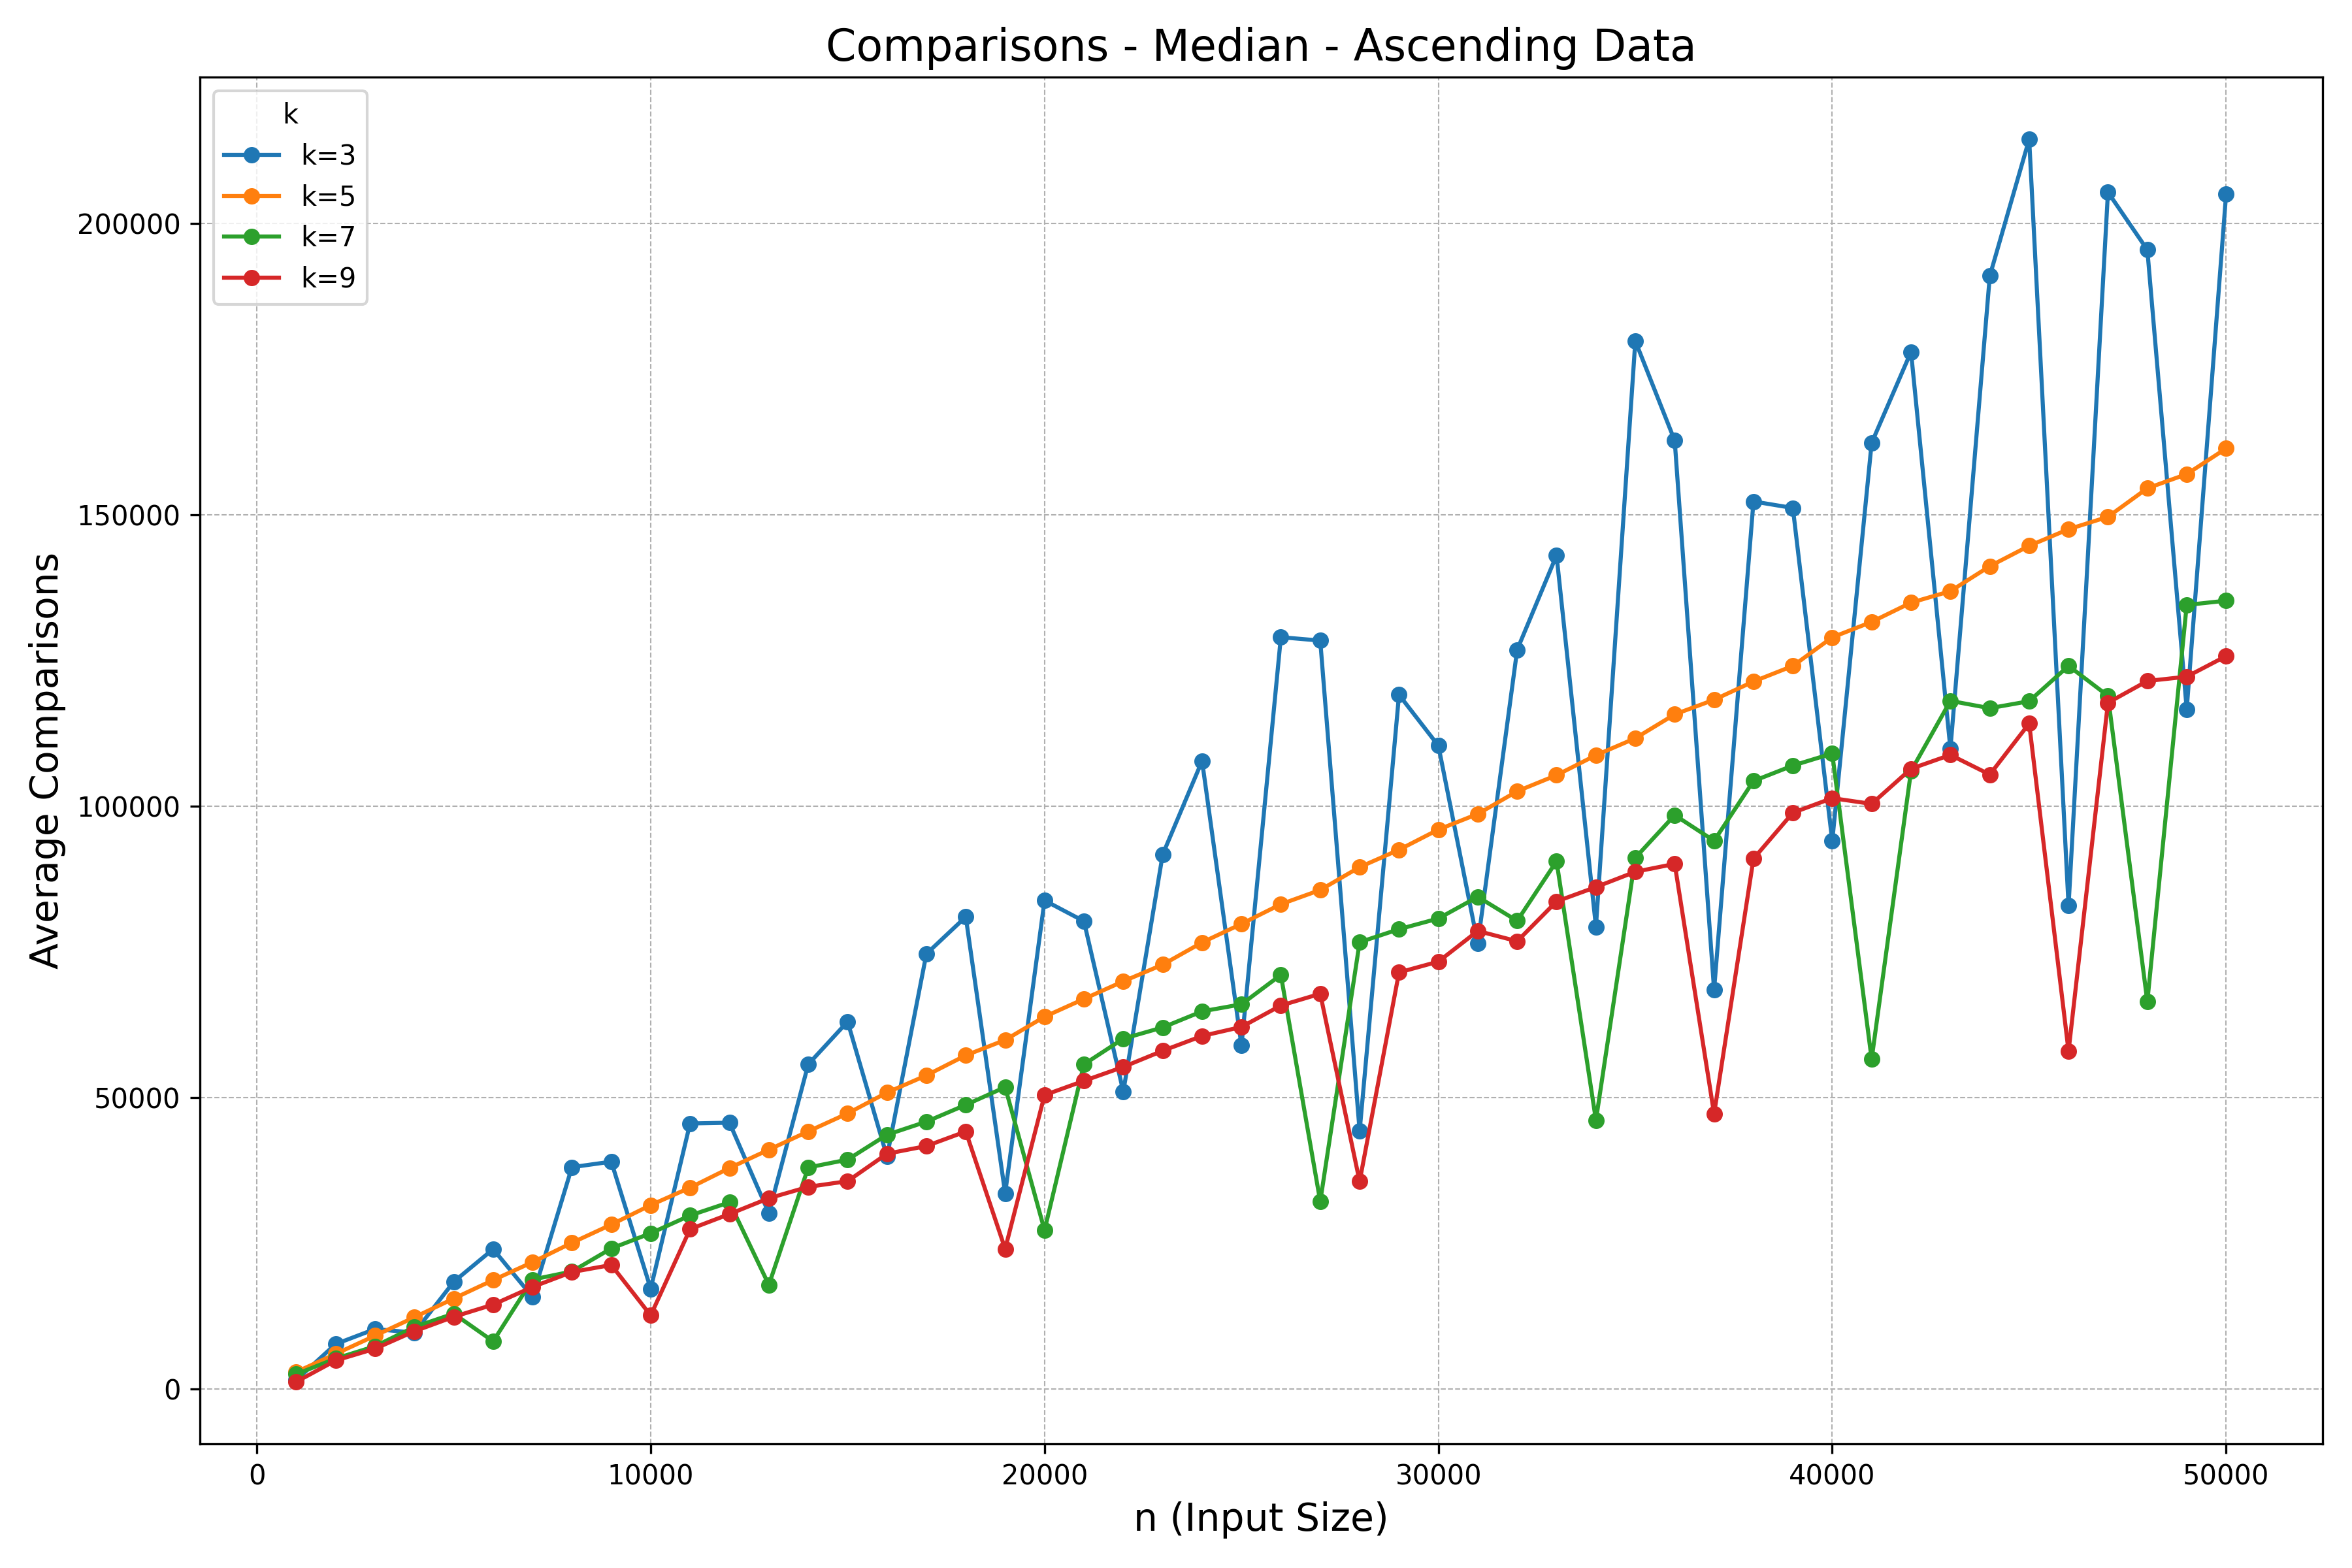 Comparisons - Median - Ascending Data
k
k=3
k=5
k=7
k=9
200000
150000
100000
50000
0
Average Comparisons
0 10000 20000 30000 40000 50000
n (Input Size)